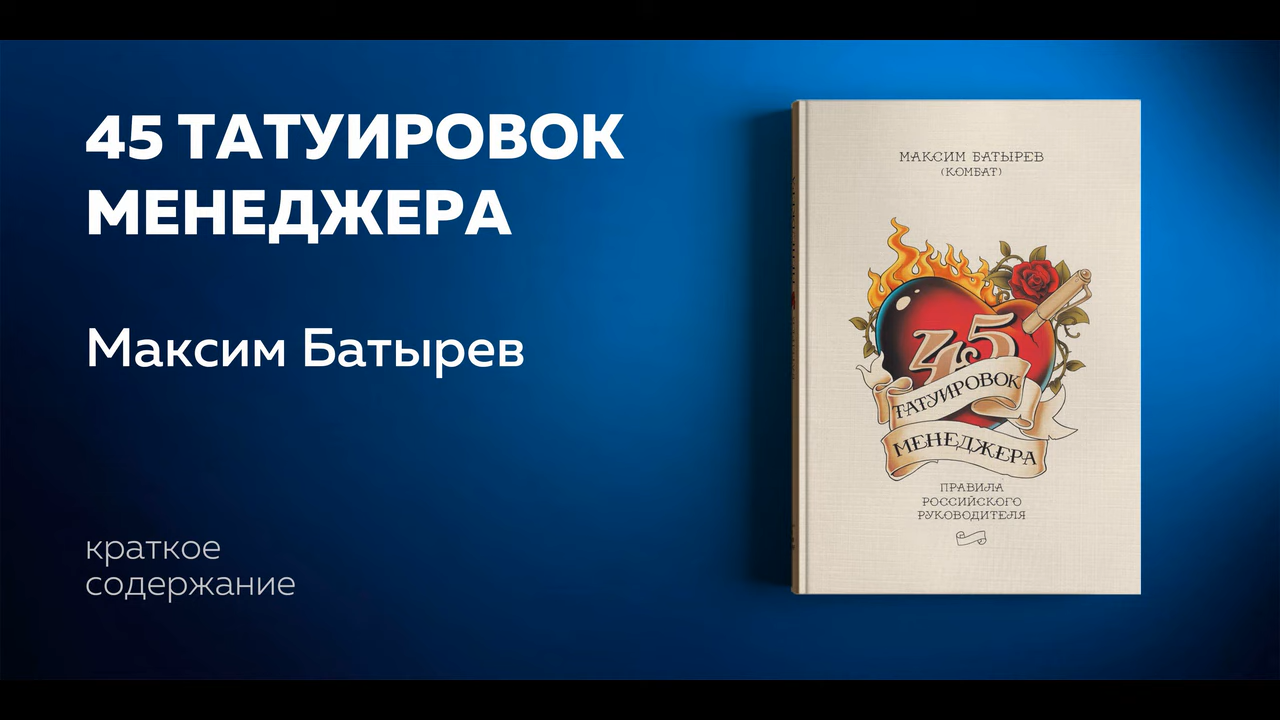 45 ТАТУИРОВОК
МЕНЕДЖЕРА
Максим Батырев
краткое
содержание
МАКСИМ БАТЫРЕВ
(КОМБАТ)
45
ТАТУИРОВОК
МЕНЕДЖЕРА
ПРАВИЛА
РОССИЙСКОГО
РУКОВОДИТЕЛЯ